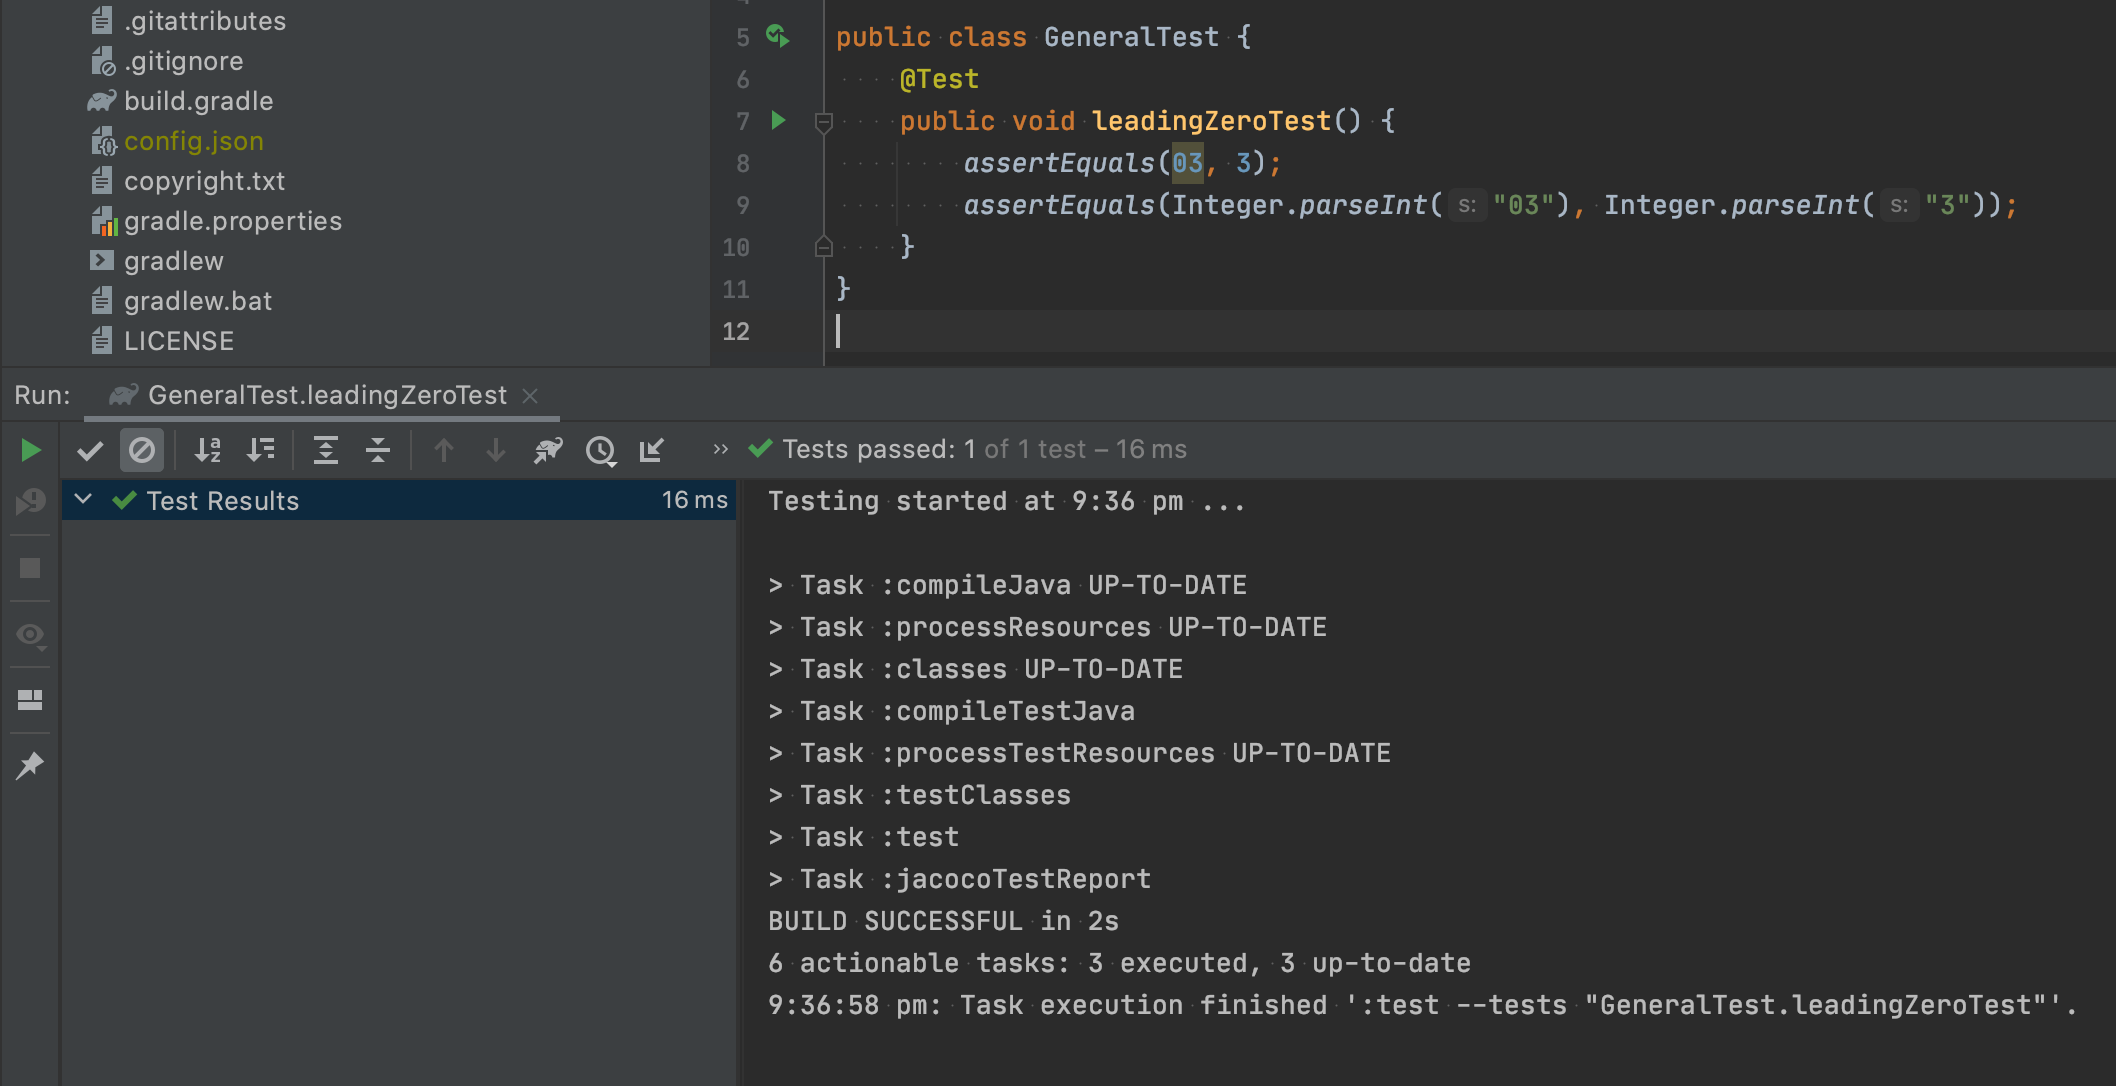 .gitattributes
.gitignore
build.gradle
config.json
copyright.txt
gradle.properties
gradlew
gradlew.bat
LICENSE
5 public class GeneralTest {
6 @Test
7 public void leadingZeroTest() {
8 assertEquals(03, 3);
9 assertEquals(Integer.parseInt( s: "03"), Integer.parseInt( s: "3"));
10 }
11 }
12
Run: GeneralTest.leadingZeroTest
Tests passed: 1 of 1 test – 16 ms
Test Results 16 ms
Testing started at 9:36 pm ...
> Task :compileJava UP-TO-DATE
> Task :processResources UP-TO-DATE
> Task :classes UP-TO-DATE
> Task :compileTestJava
> Task :processTestResources UP-TO-DATE
> Task :testClasses
> Task :test
> Task :jacocoTestReport
BUILD SUCCESSFUL in 2s
6 actionable tasks: 3 executed, 3 up-to-date
9:36:58 pm: Task execution finished ':test --tests "GeneralTest.leadingZeroTest"'.